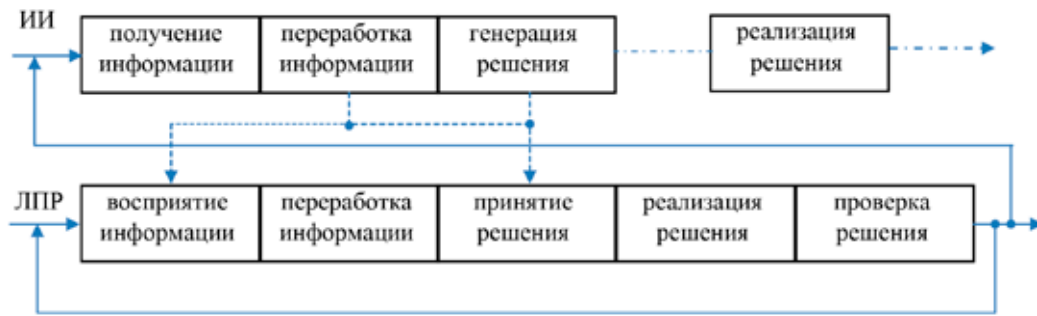 ИИ
получение
информации
переработка
информации
генерация
решения
реализация
решения
ЛПР
восприятие
информации
переработка
информации
принятие
решения
реализация
решения
проверка
решения